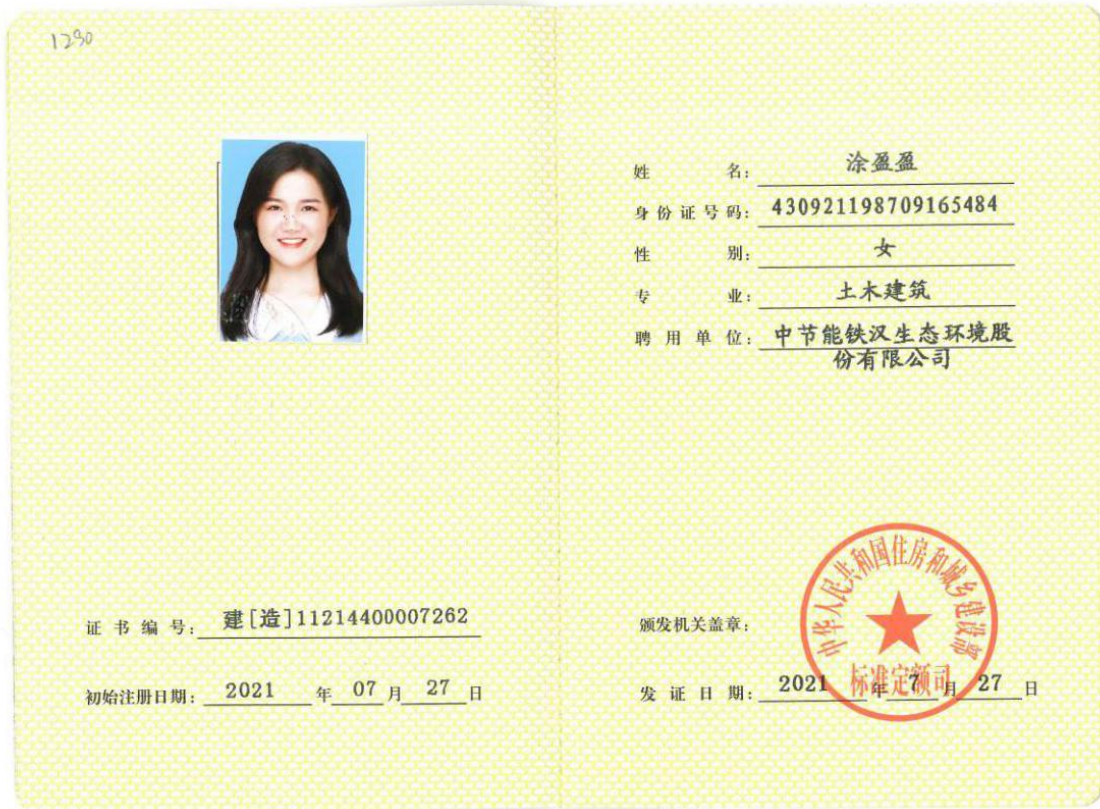 1290
姓名：涂盈盈
身份证号码：430921198709165484
性别：女
专业：土木建筑
聘用单位：中节能铁汉生态环境股
份有限公司
证书编号：建[造]11214400007262
初始注册日期：2021年07月27日
中华人民共和国住房和城乡建设部
标准定额司
颁发机关盖章：
发证日期：2021年7月27日